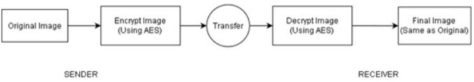 Original Image
Encrypt Image
(Using AES)
Transfer
Decrypt Image
(Using AES)
Final Image
(Same as Original)
SENDER
RECEIVER